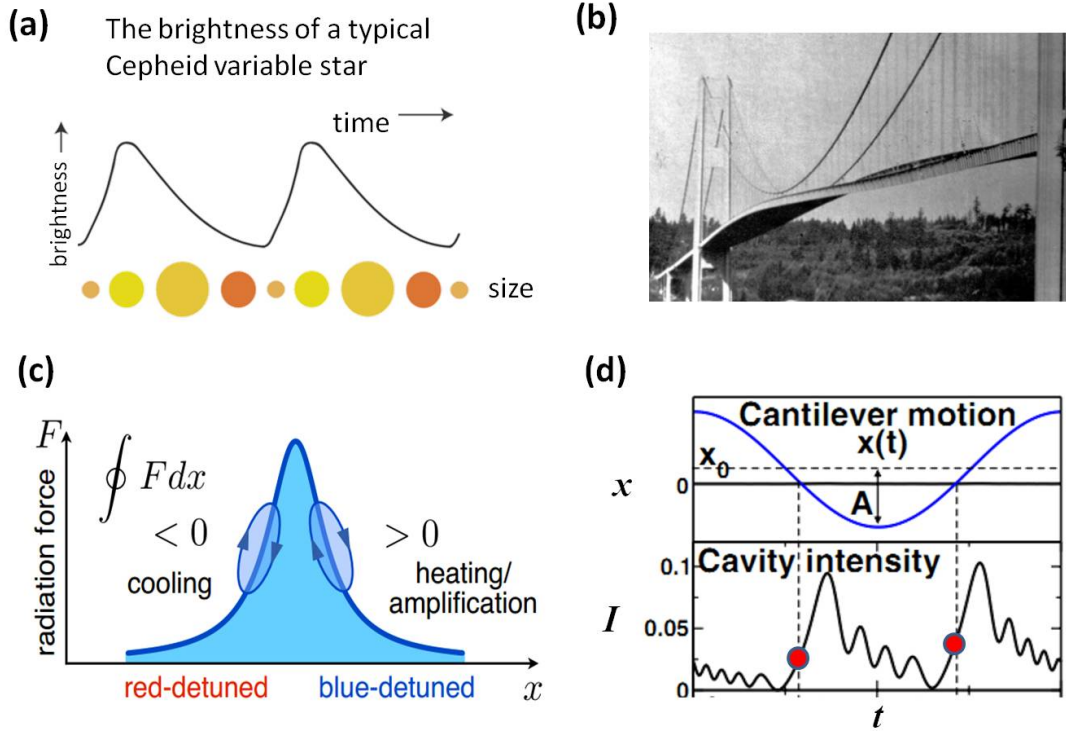 (a)
The brightness of a typical
Cepheid variable star
time
brightness
size
(b)
(c)
F
∮ F dx
< 0
> 0
cooling
heating/
amplification
radiation force
red-detuned
blue-detuned
x
(d)
Cantilever motion
x(t)
x₀
x
0
A
Cavity intensity
0.1
I
0.05
0
t